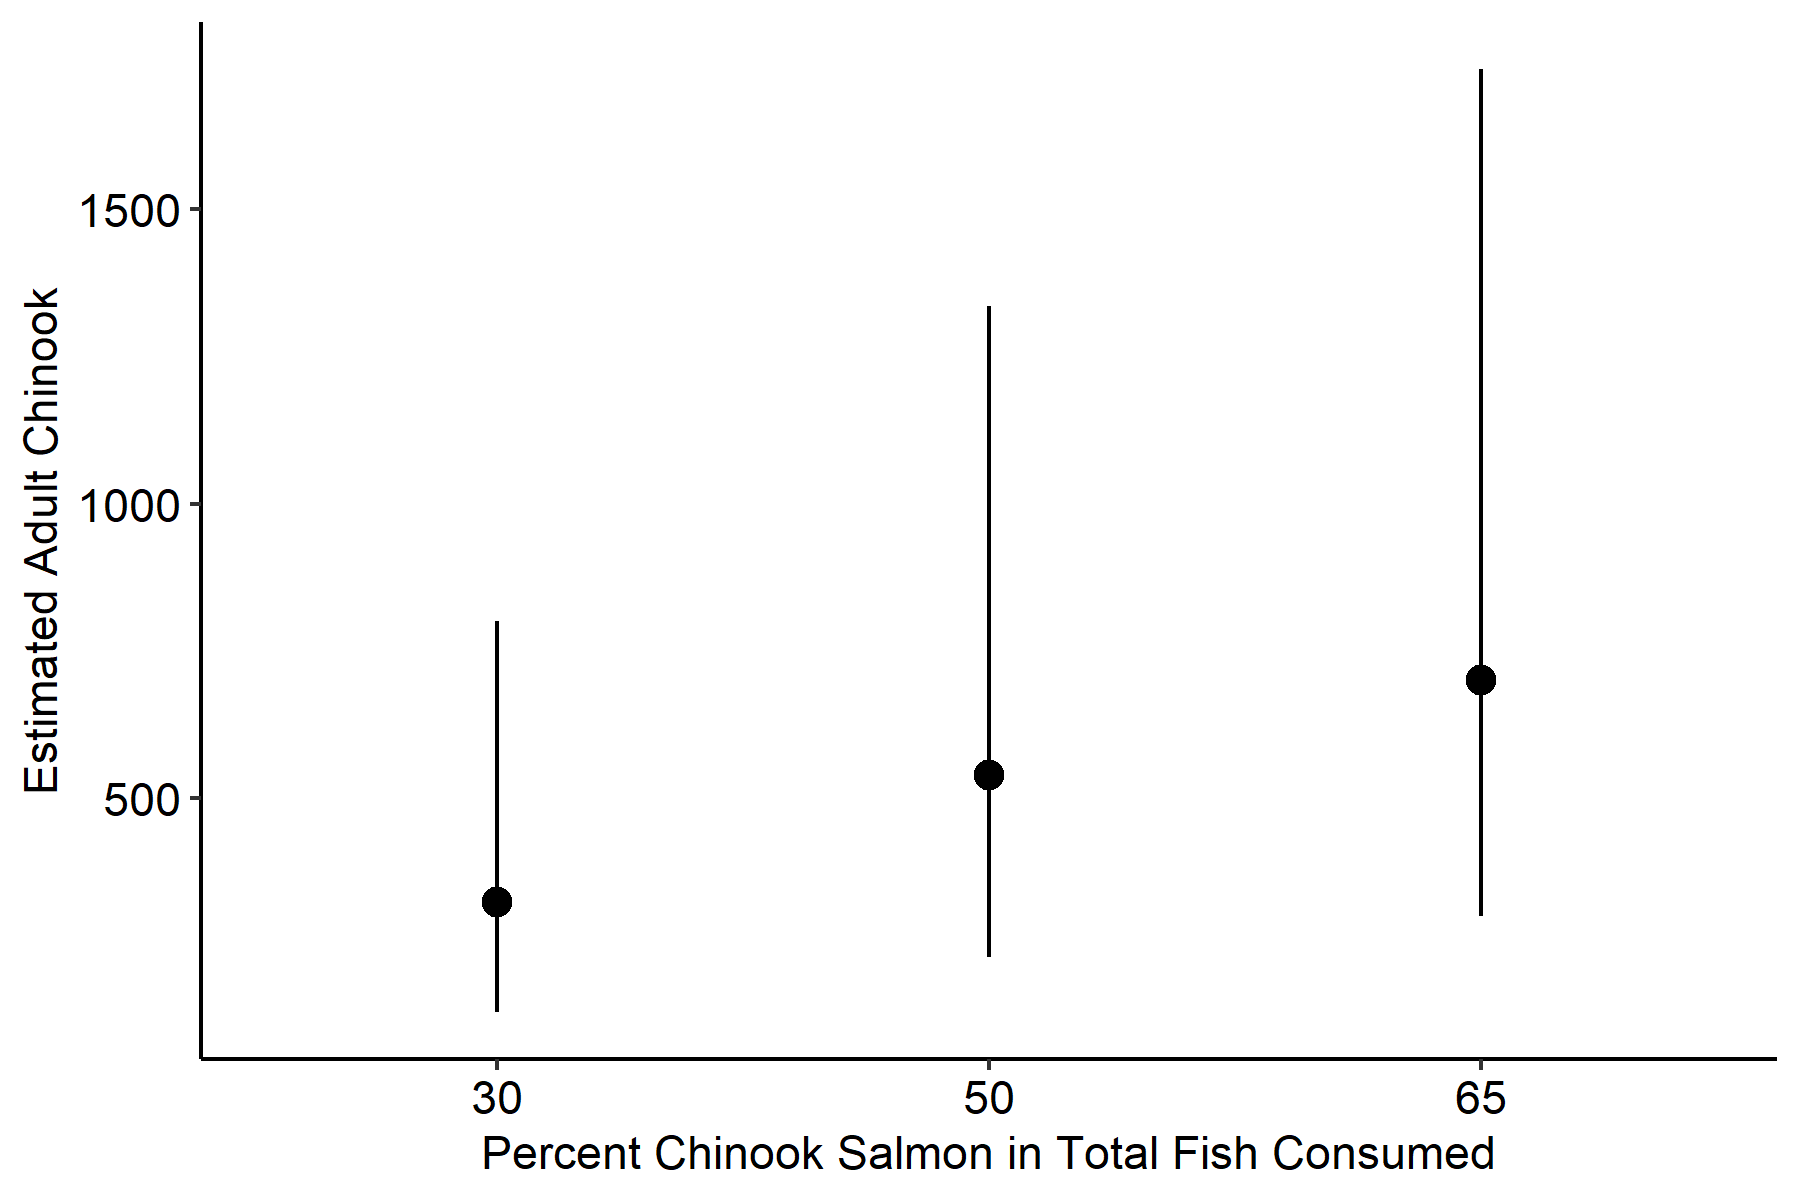 Estimated Adult Chinook
1500
1000
500
30 50 65
Percent Chinook Salmon in Total Fish Consumed